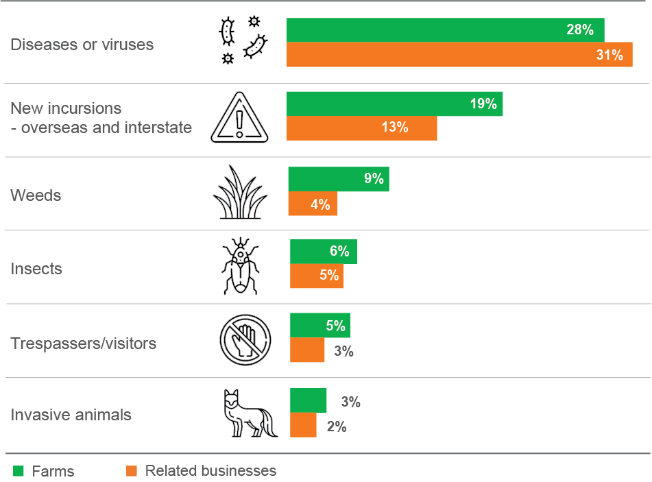 Diseases or viruses
28%
31%
New incursions
- overseas and interstate
19%
13%
Weeds
9%
4%
Insects
6%
5%
Trespassers/visitors
5%
3%
Invasive animals
3%
2%
Farms
Related businesses